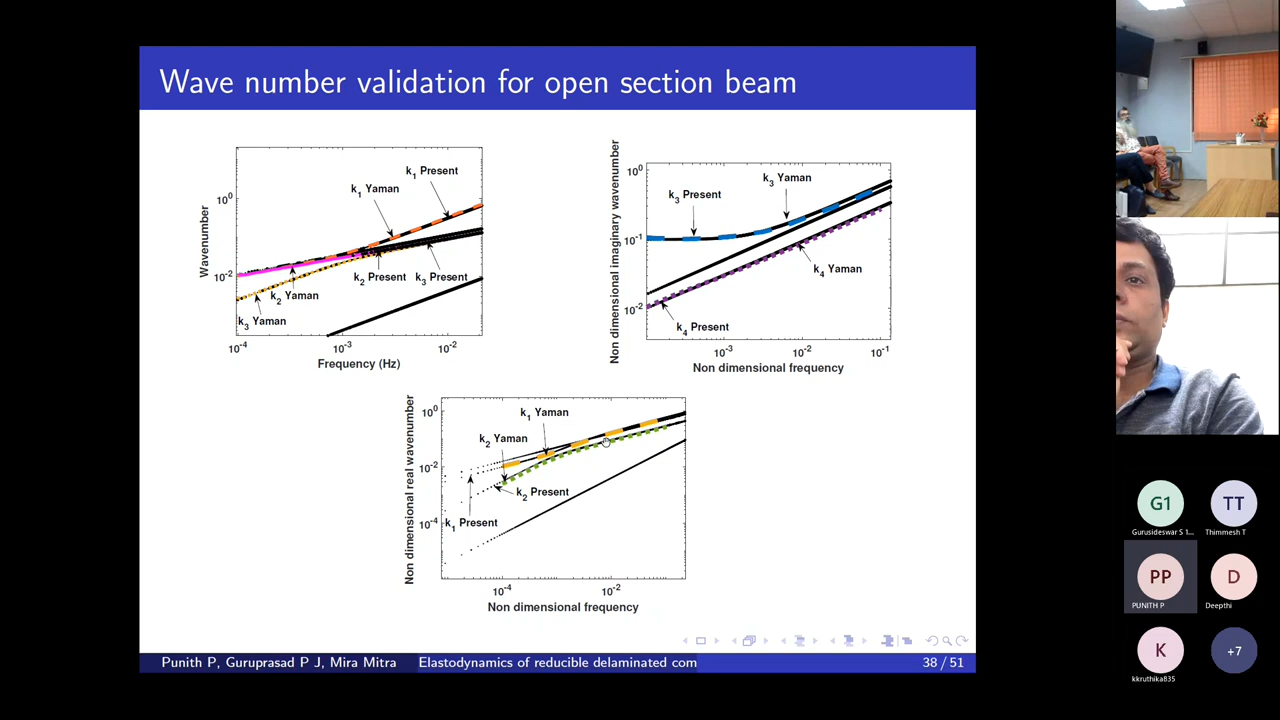 Wave number validation for open section beam
Wavenumber
10^0
10^-2
10^-4
10^-3
10^-2
Frequency (Hz)
k1 Present
k1 Yaman
k2 Present
k3 Present
k2 Yaman
k3 Yaman
Non dimensional imaginary wavenumber
10^0
10^-1
10^-2
10^-3
10^-2
10^-1
Non dimensional frequency
k3 Yaman
k3 Present
k4 Yaman
k4 Present
Non dimensional real wavenumber
10^0
10^-2
10^-4
10^-4
10^-2
Non dimensional frequency
k1 Yaman
k2 Yaman
k2 Present
k1 Present
Punith P, Guruprasad P J, Mira Mitra
Elastodynamics of reducible delaminated com
38 / 51
G1
Gurusideswar S 1...
TT
Thimmesh T
PP
PUNITH P
D
Deepthi
K
kkruthika835
+7